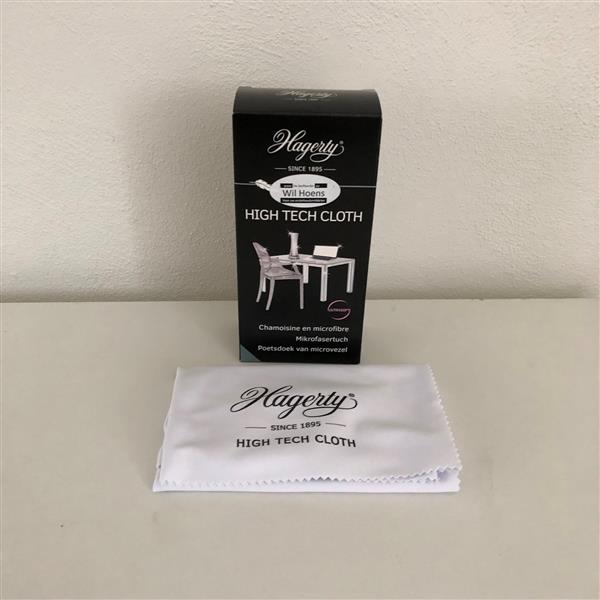 Hagerty®
SINCE 1895
Wil Hoens
HIGH TECH CLOTH
Chamoisine en microfibre
Mikrofasertuch
Poetsdoek van microvezel
Hagerty®
SINCE 1895
HIGH TECH CLOTH